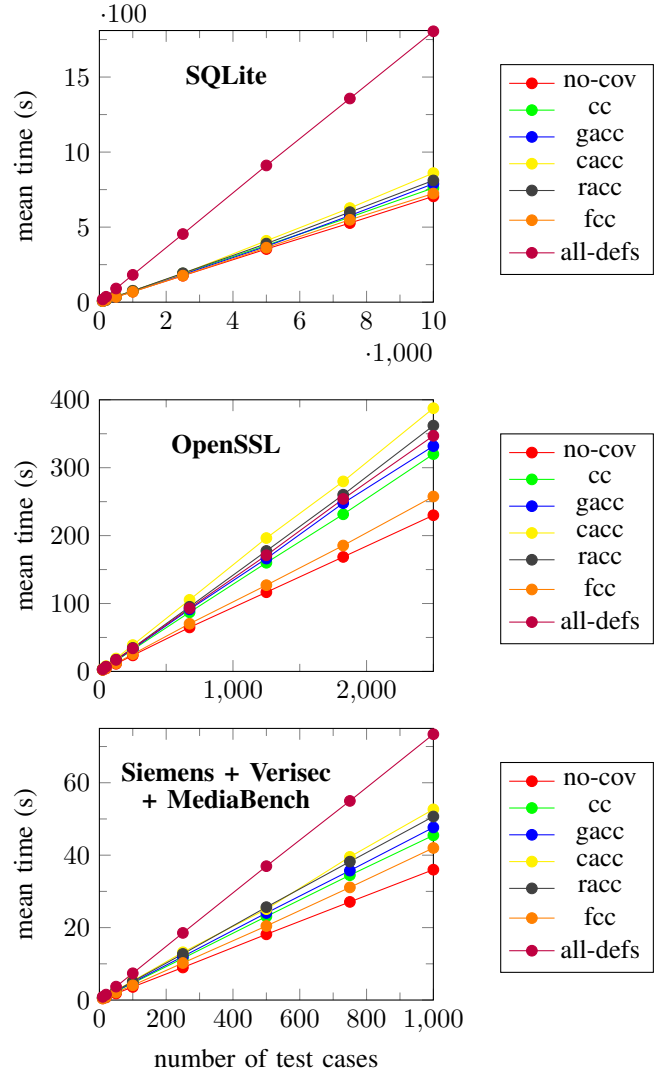 ·100
15
10
5
0
mean time (s)
SQLite
0 2 4 6 8 10
·1,000
no-cov
cc
gacc
cacc
racc
fcc
all-defs
400
300
200
100
0
mean time (s)
OpenSSL
0 1,000 2,000
no-cov
cc
gacc
cacc
racc
fcc
all-defs
60
40
20
0
mean time (s)
Siemens + Verisec
+ MediaBench
0 200 400 600 800 1,000
number of test cases
no-cov
cc
gacc
cacc
racc
fcc
all-defs